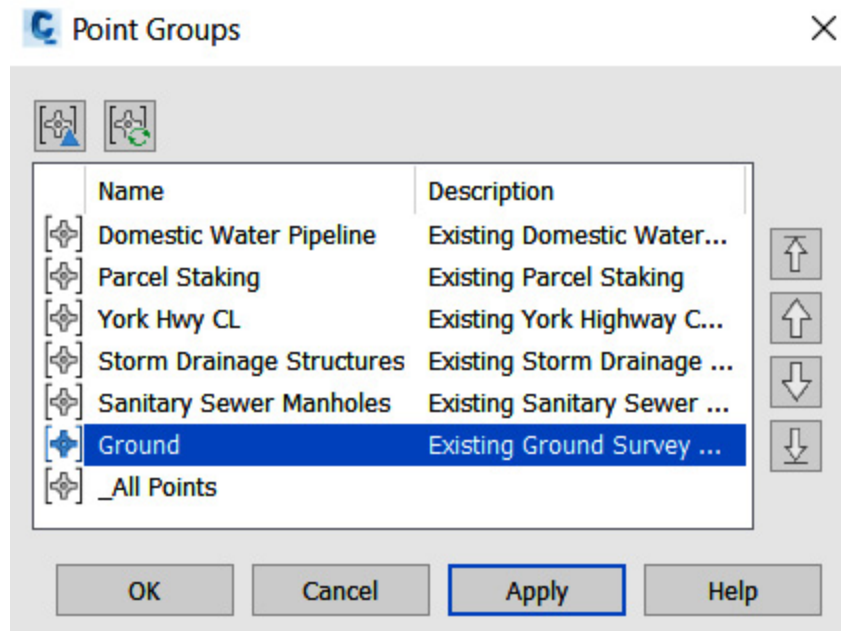 Point Groups
Name Description
Domestic Water Pipeline Existing Domestic Water...
Parcel Staking Existing Parcel Staking
York Hwy CL Existing York Highway C...
Storm Drainage Structures Existing Storm Drainage ...
Sanitary Sewer Manholes Existing Sanitary Sewer ...
Ground Existing Ground Survey ...
_All Points
OK Cancel Apply Help